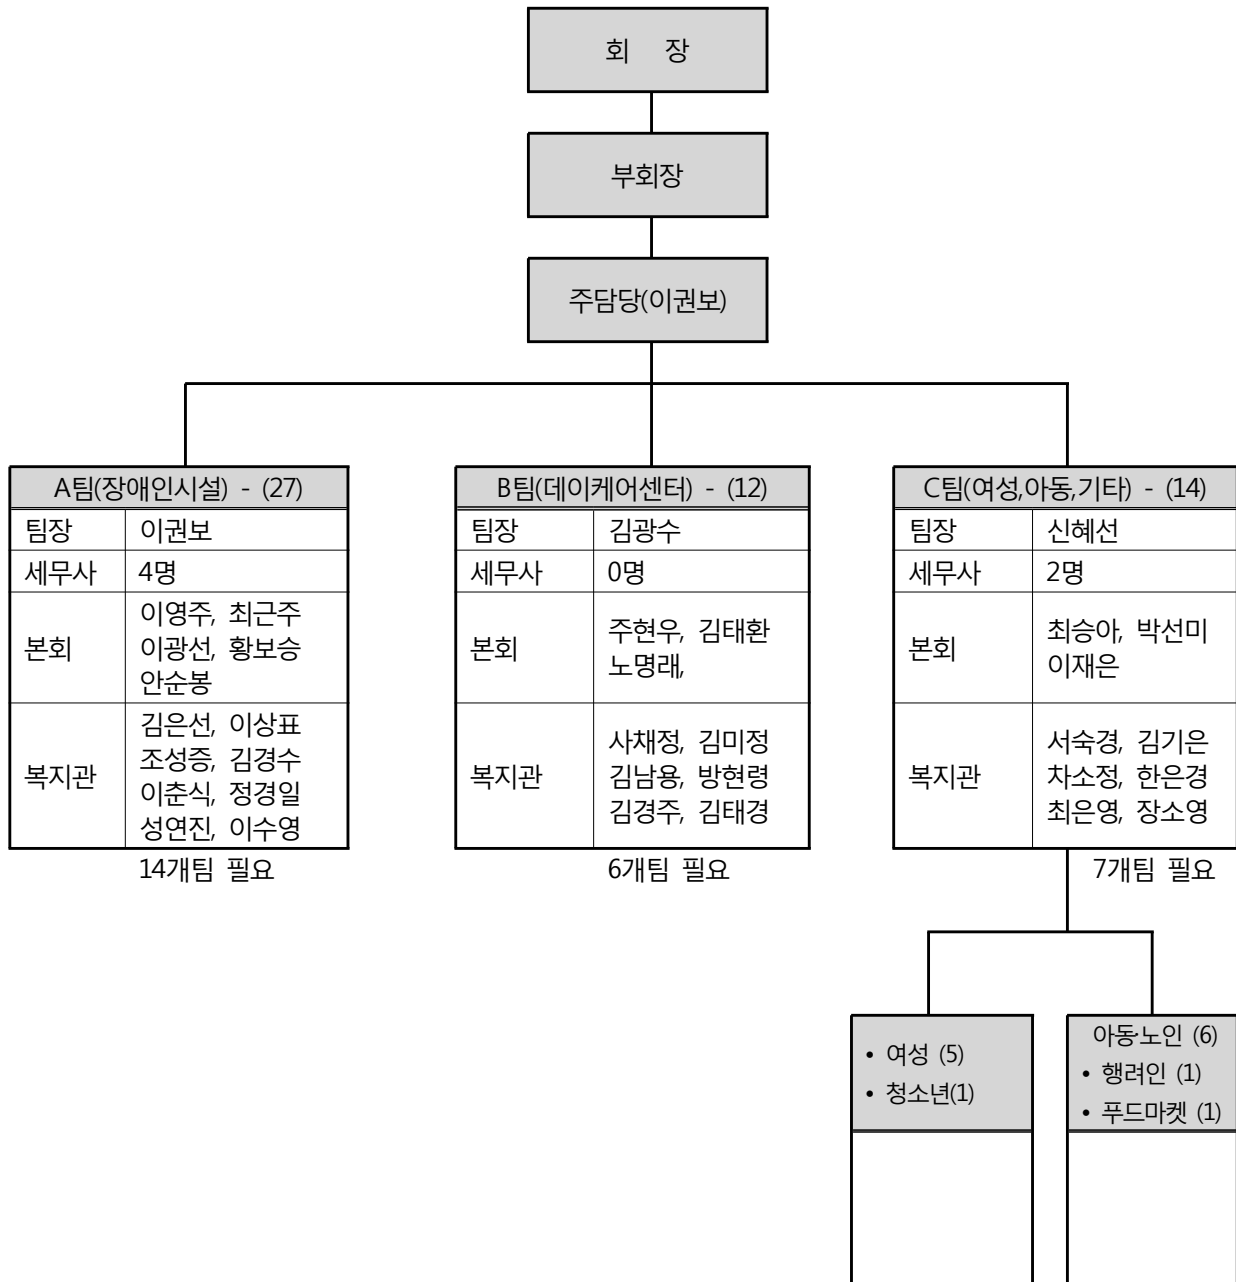 회 장
부회장
주담당(이권보)
A팀(장애인시설) - (27)
팀장 이권보
세무사 4명
본회
이영주, 최근주
이광선, 황보승
안순봉
복지관
김은선, 이상표
조성증, 김경수
이춘식, 정경일
성연진, 이수영
14개팀 필요
B팀(데이케어센터) - (12)
팀장 김광수
세무사 0명
본회
주현우, 김태환
노명래,
복지관
사채정, 김미정
김남용, 방현령
김경주, 김태경
6개팀 필요
C팀(여성,아동,기타) - (14)
팀장 신혜선
세무사 2명
본회
최승아, 박선미
이재은
복지관
서숙경, 김기은
차소정, 한은경
최은영, 장소영
7개팀 필요
• 여성 (5)
• 청소년(1)
아동·노인 (6)
• 행려인 (1)
• 푸드마켓 (1)